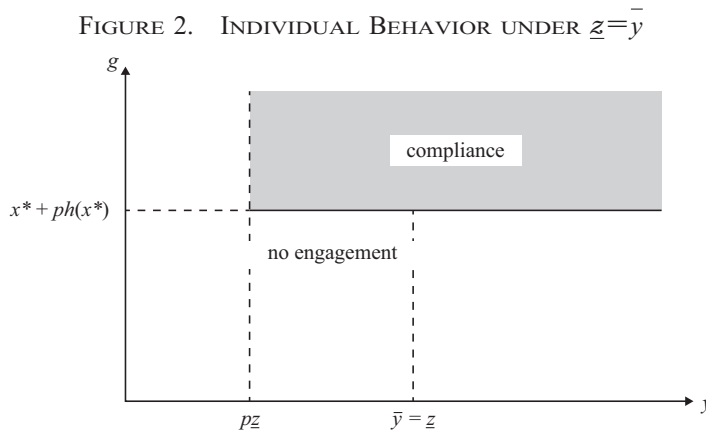 FIGURE 2. INDIVIDUAL BEHAVIOR UNDER z̲=ȳ
g
compliance
x* + ph(x*)
no engagement
y
pz̲
ȳ = z̲